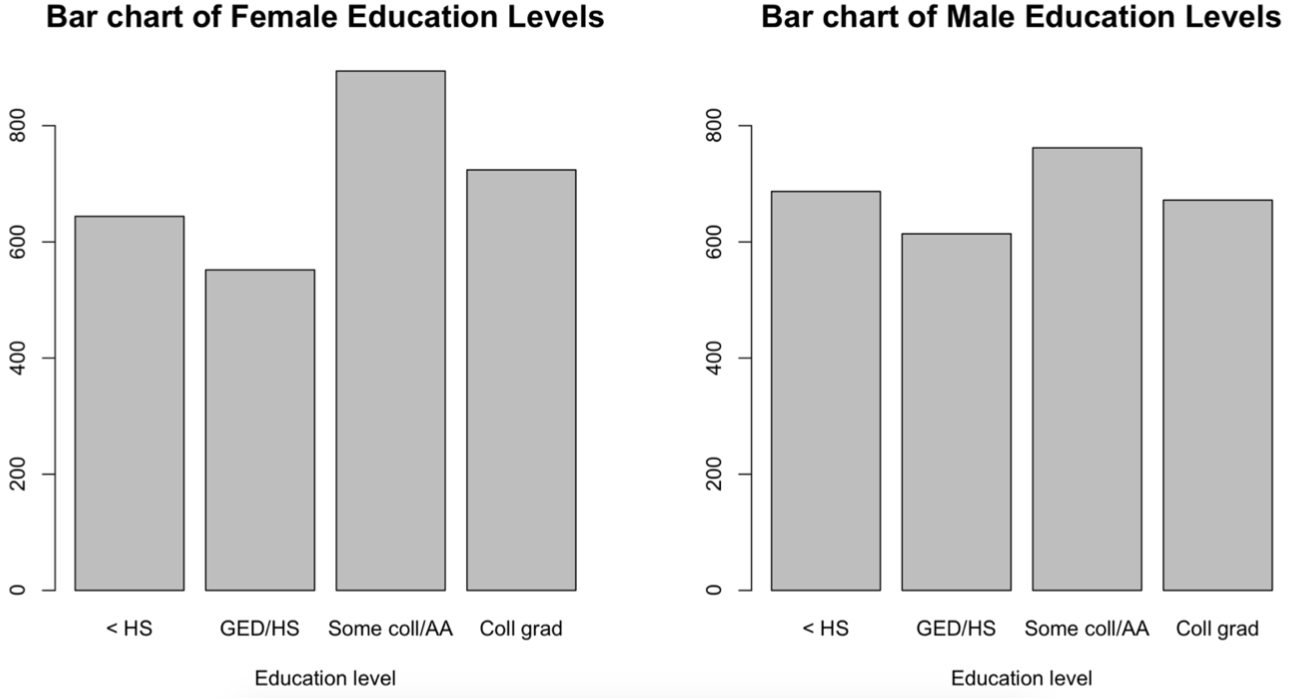 Bar chart of Female Education Levels
800
600
400
200
0
< HS GED/HS Some coll/AA Coll grad
Education level
Bar chart of Male Education Levels
800
600
400
200
0
< HS GED/HS Some coll/AA Coll grad
Education level